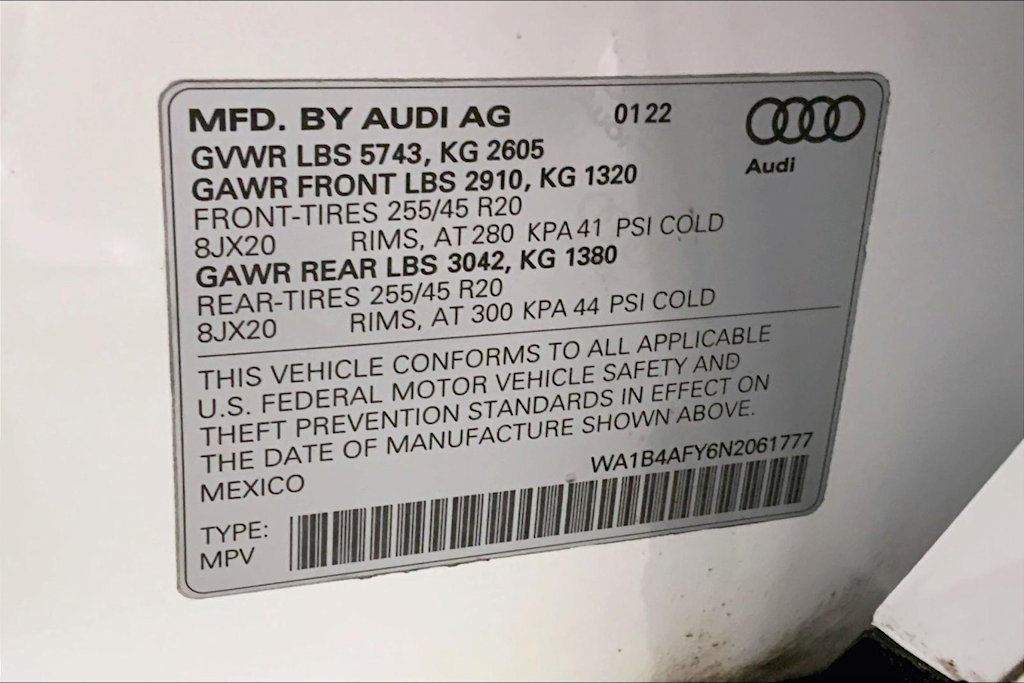 MFD. BY AUDI AG 0122
Audi
GVWR LBS 5743, KG 2605
GAWR FRONT LBS 2910, KG 1320
FRONT-TIRES 255/45 R20
8JX20 RIMS, AT 280 KPA 41 PSI COLD
GAWR REAR LBS 3042, KG 1380
REAR-TIRES 255/45 R20
8JX20 RIMS, AT 300 KPA 44 PSI COLD
THIS VEHICLE CONFORMS TO ALL APPLICABLE
U.S. FEDERAL MOTOR VEHICLE SAFETY AND
THEFT PREVENTION STANDARDS IN EFFECT ON
THE DATE OF MANUFACTURE SHOWN ABOVE.
MEXICO WA1B4AFY6N2061777
TYPE:
MPV